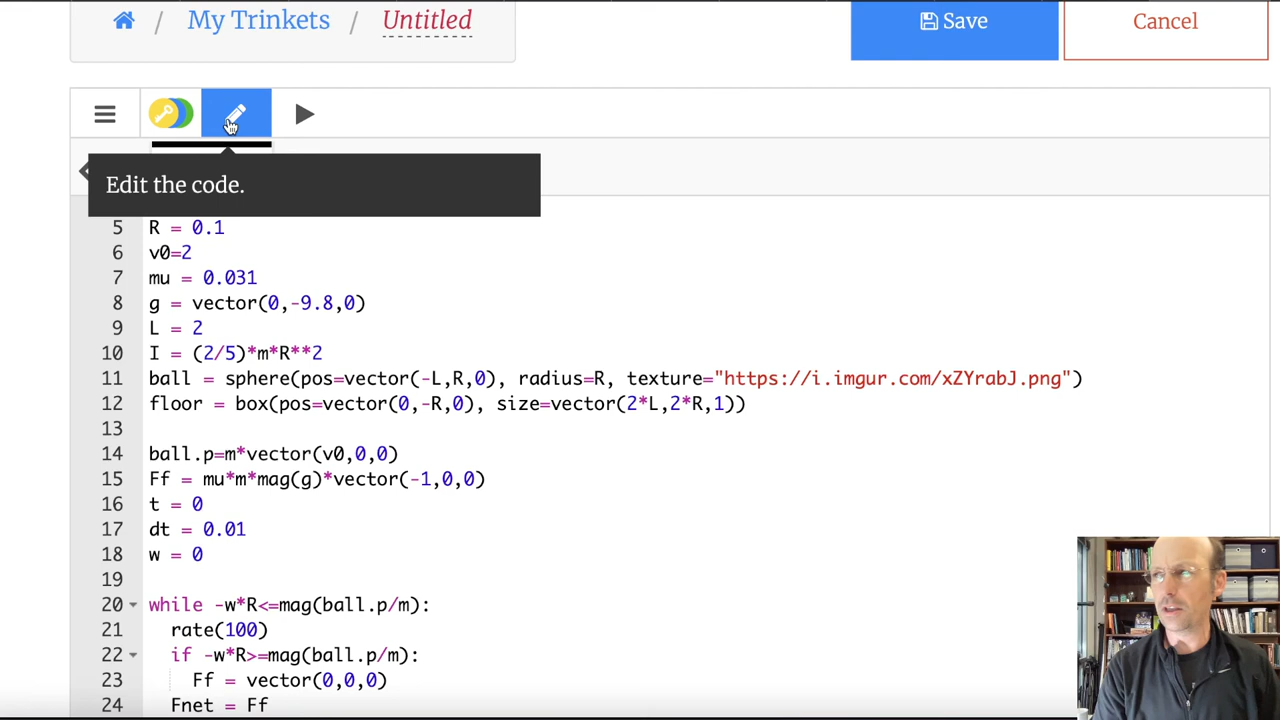 / My Trinkets / Untitled
Save
Cancel
Edit the code.
5 R = 0.1
6 v0=2
7 mu = 0.031
8 g = vector(0,-9.8,0)
9 L = 2
10 I = (2/5)*m*R**2
11 ball = sphere(pos=vector(-L,R,0), radius=R, texture="https://i.imgur.com/xZYrabJ.png")
12 floor = box(pos=vector(0,-R,0), size=vector(2*L,2*R,1))
13
14 ball.p=m*vector(v0,0,0)
15 Ff = mu*m*mag(g)*vector(-1,0,0)
16 t = 0
17 dt = 0.01
18 w = 0
19
20 while -w*R<=mag(ball.p/m):
21 rate(100)
22 if -w*R>=mag(ball.p/m):
23 Ff = vector(0,0,0)
24 Fnet = Ff